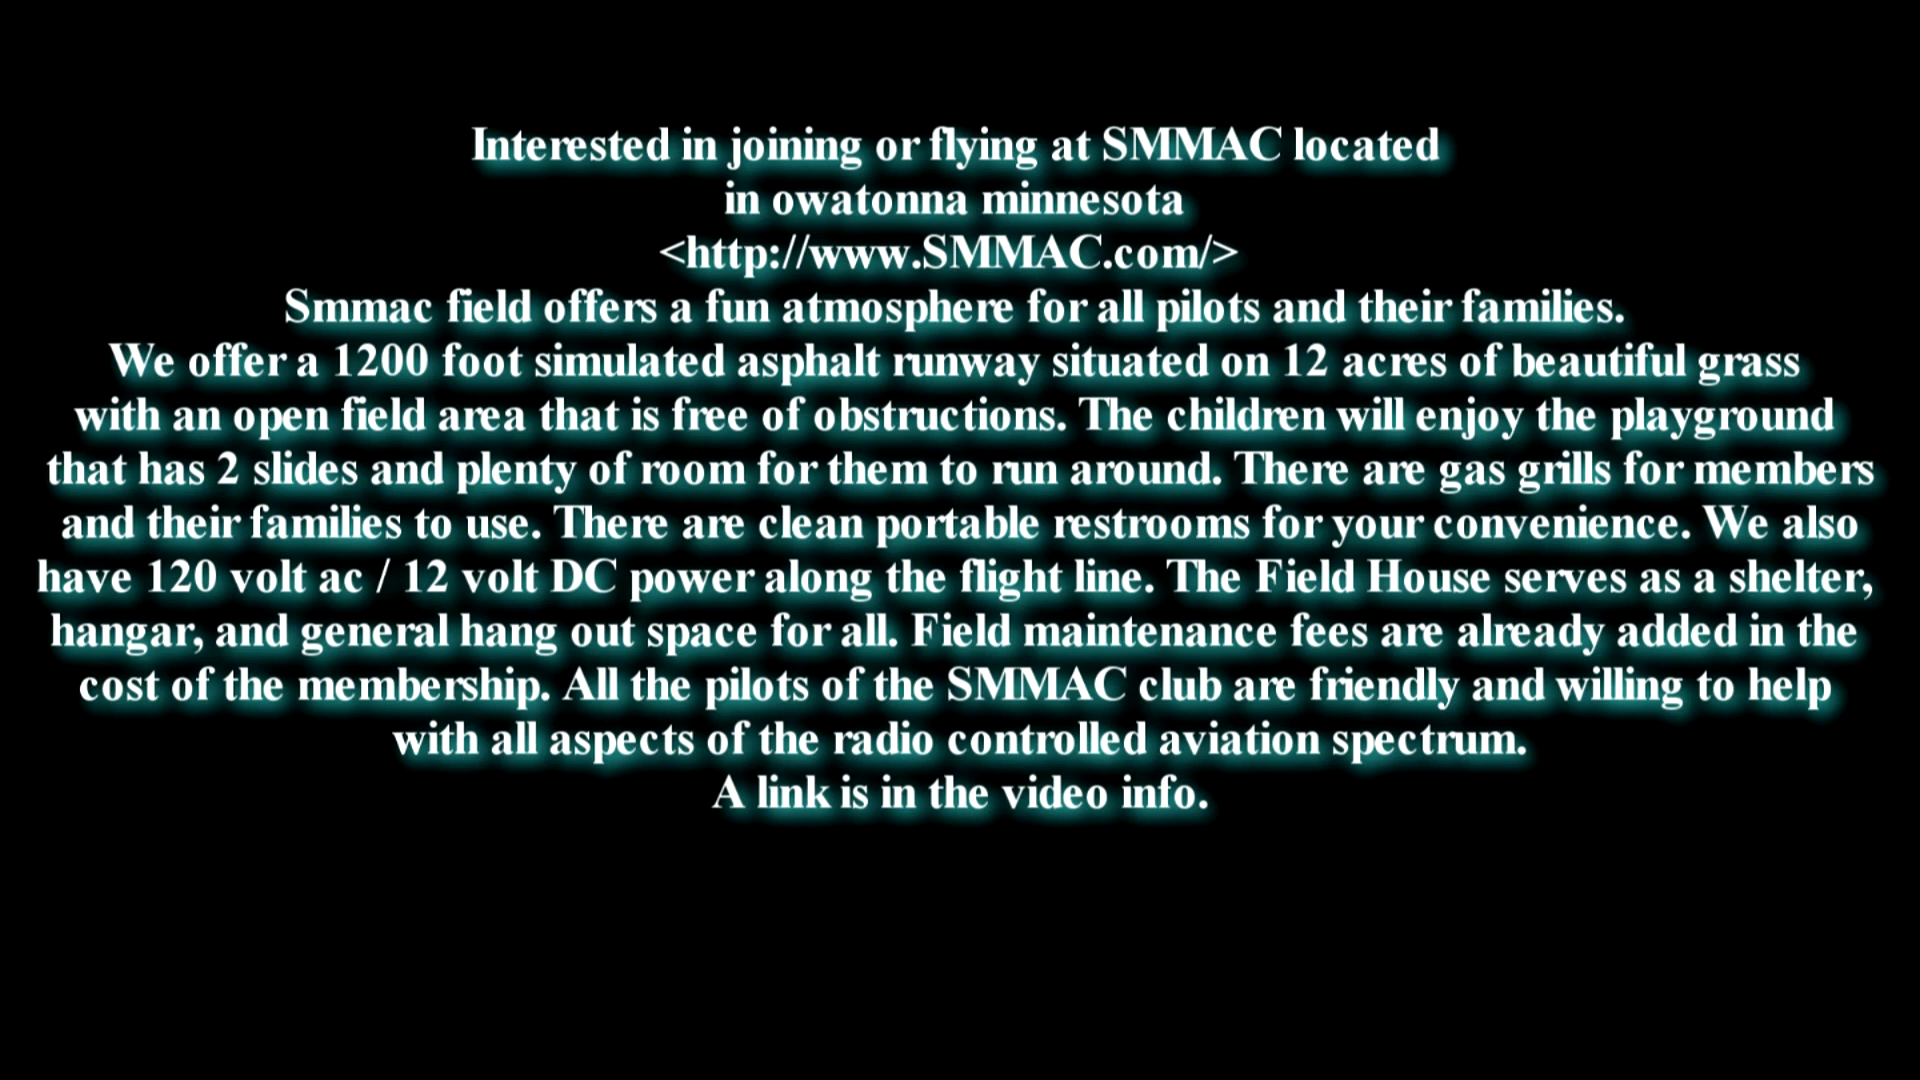 Interested in joining or flying at SMMAC located
in owatonna minnesota
<http://www.SMMAC.com/>
Smmac field offers a fun atmosphere for all pilots and their families.
We offer a 1200 foot simulated asphalt runway situated on 12 acres of beautiful grass
with an open field area that is free of obstructions. The children will enjoy the playground
that has 2 slides and plenty of room for them to run around. There are gas grills for members
and their families to use. There are clean portable restrooms for your convenience. We also
have 120 volt ac / 12 volt DC power along the flight line. The Field House serves as a shelter,
hangar, and general hang out space for all. Field maintenance fees are already added in the
cost of the membership. All the pilots of the SMMAC club are friendly and willing to help
with all aspects of the radio controlled aviation spectrum.
A link is in the video info.